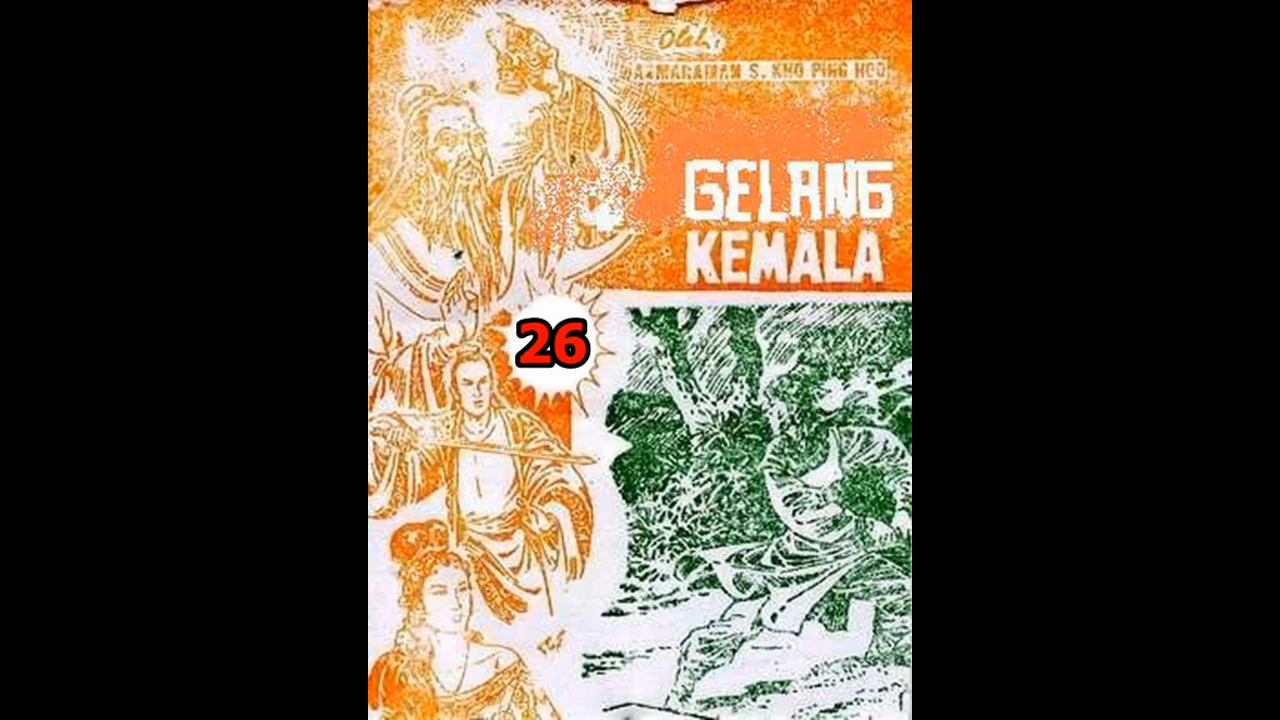 Oleh:
ASMARAMAN S. KHO PING HOO
GELANG
KEMALA
26